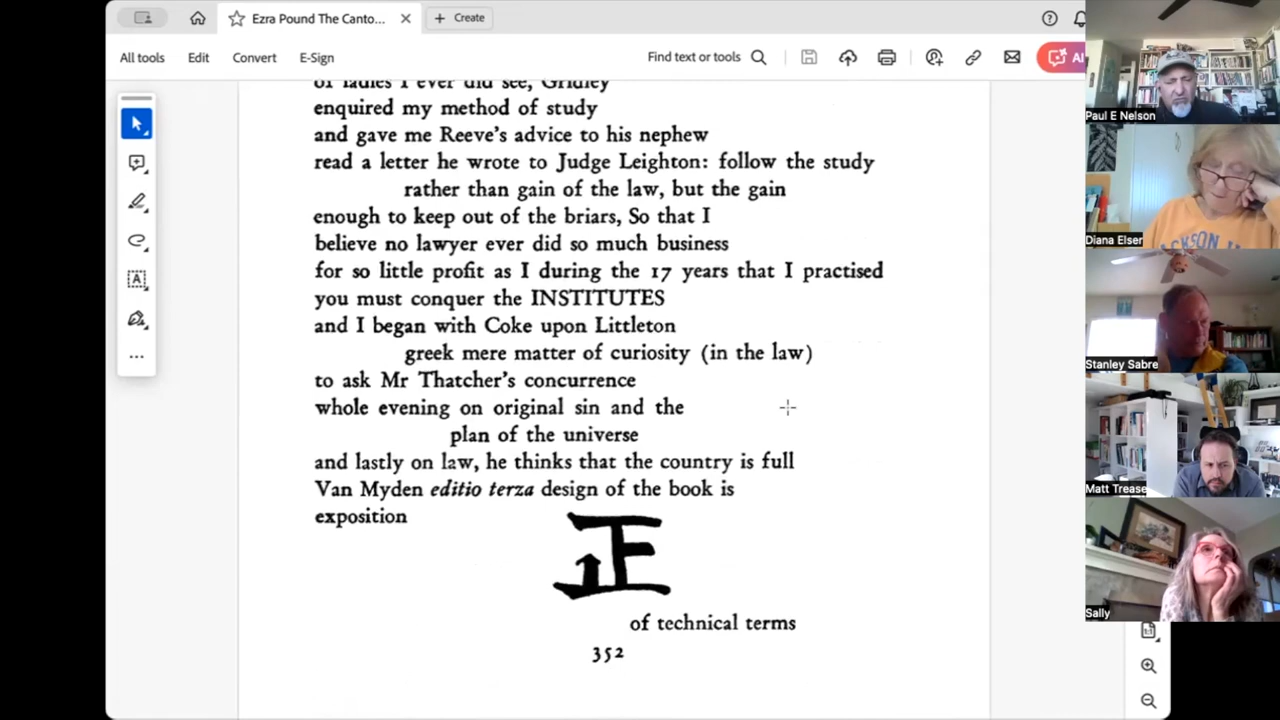 Ezra Pound The Canto...
Create
All tools
Edit
Convert
E-Sign
Find text or tools
AI
of ladies I ever did see, Gridley
enquired my method of study
and gave me Reeve's advice to his nephew
read a letter he wrote to Judge Leighton: follow the study
rather than gain of the law, but the gain
enough to keep out of the briars, So that I
believe no lawyer ever did so much business
for so little profit as I during the 17 years that I practised
you must conquer the INSTITUTES
and I began with Coke upon Littleton
greek mere matter of curiosity (in the law)
to ask Mr Thatcher's concurrence
whole evening on original sin and the
plan of the universe
and lastly on law, he thinks that the country is full
Van Myden editio terza design of the book is
exposition
正
of technical terms
352
Paul E Nelson
Diana Elser
Stanley Sabre
Matt Trease
Sally